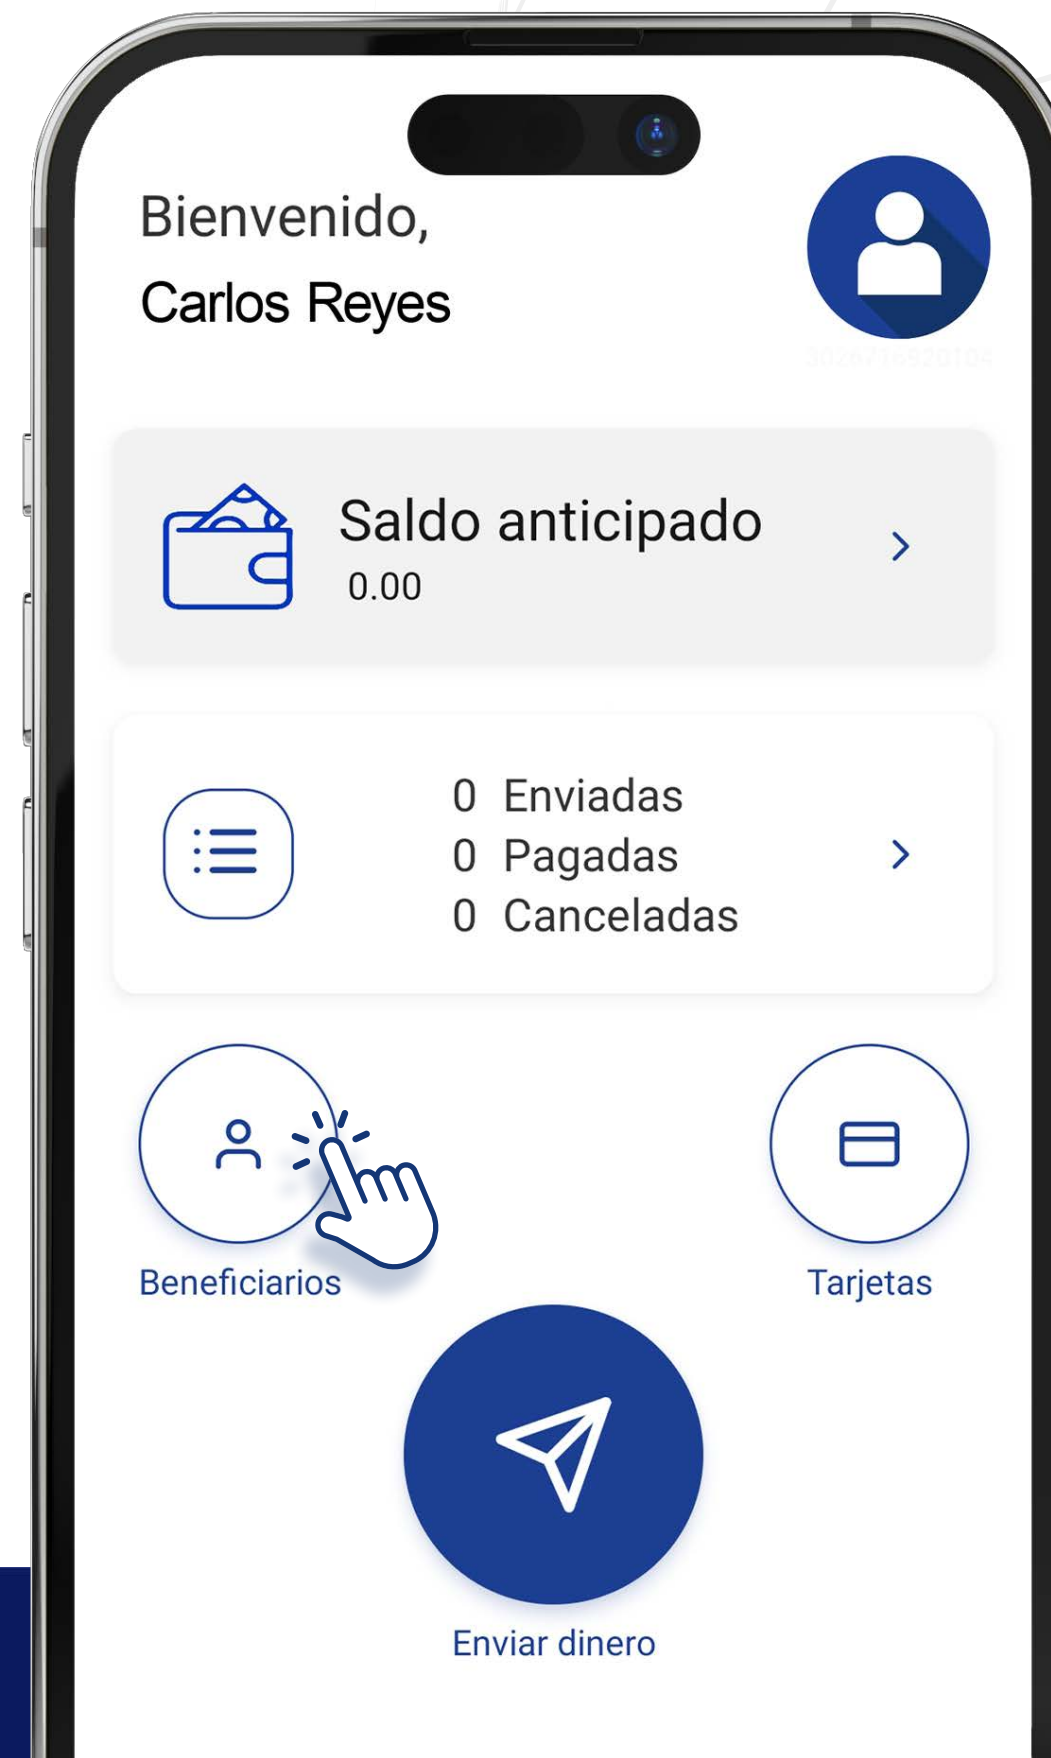 Bienvenido,
Carlos Reyes
Saldo anticipado
0.00
0 Enviadas
0 Pagadas
0 Canceladas
Beneficiarios
Tarjetas
Enviar dinero